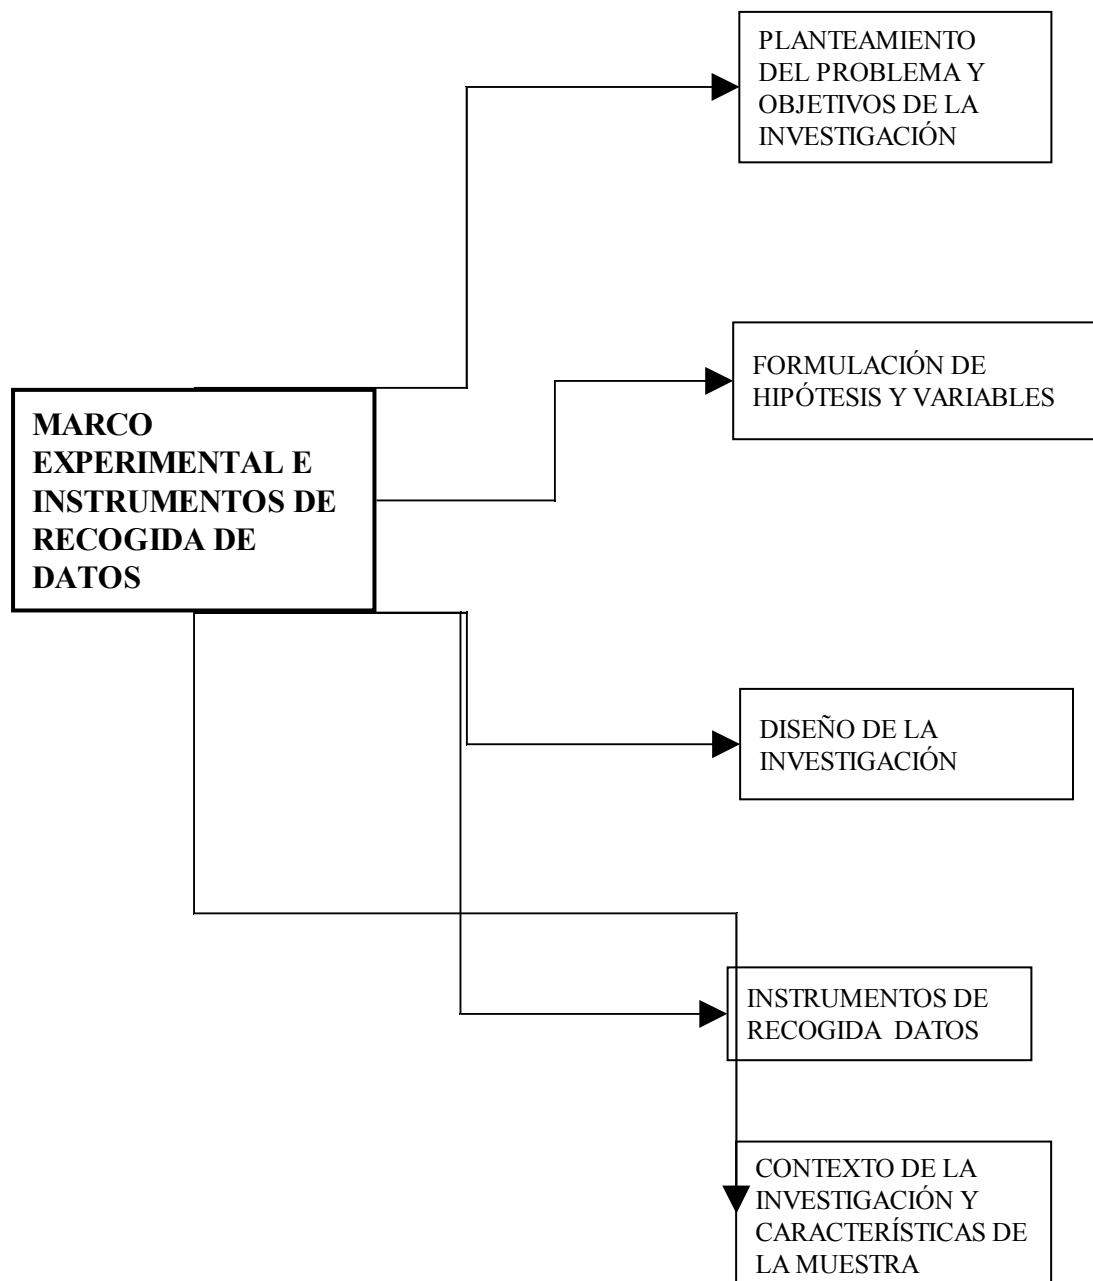 PLANTEAMIENTO
DEL PROBLEMA Y
OBJETIVOS DE LA
INVESTIGACIÓN
FORMULACIÓN DE
HIPÓTESIS Y VARIABLES
MARCO
EXPERIMENTAL E
INSTRUMENTOS DE
RECOGIDA DE
DATOS
DISEÑO DE LA
INVESTIGACIÓN
INSTRUMENTOS DE
RECOGIDA DATOS
CONTEXTO DE LA
INVESTIGACIÓN Y
CARACTERÍSTICAS DE
LA MUESTRA